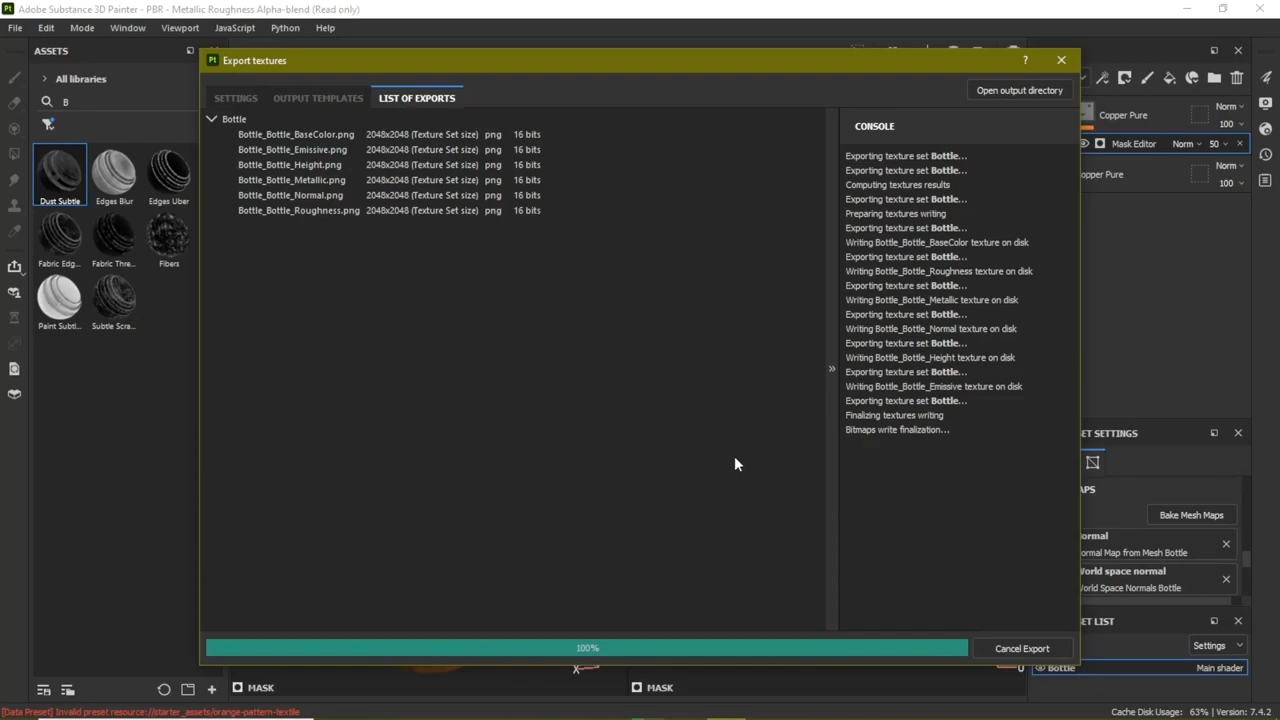 Adobe Substance 3D Painter - PBR - Metallic Roughness Alpha-blend (Read only)
File Edit Mode Window Viewport JavaScript Python Help
ASSETS
All libraries
B
Dust Subtle Edges Blur Edges Uber
Fabric Edg... Fabric Thre... Fibers
Paint Subtl... Subtle Scra...
Export textures
?
SETTINGS OUTPUT TEMPLATES LIST OF EXPORTS
Open output directory
Bottle
Bottle_Bottle_BaseColor.png 2048x2048 (Texture Set size) png 16 bits
Bottle_Bottle_Emissive.png 2048x2048 (Texture Set size) png 16 bits
Bottle_Bottle_Height.png 2048x2048 (Texture Set size) png 16 bits
Bottle_Bottle_Metallic.png 2048x2048 (Texture Set size) png 16 bits
Bottle_Bottle_Normal.png 2048x2048 (Texture Set size) png 16 bits
Bottle_Bottle_Roughness.png 2048x2048 (Texture Set size) png 16 bits
CONSOLE
Exporting texture set Bottle...
Exporting texture set Bottle...
Computing textures results
Exporting texture set Bottle...
Preparing textures writing
Exporting texture set Bottle...
Writing Bottle_Bottle_BaseColor texture on disk
Exporting texture set Bottle...
Writing Bottle_Bottle_Roughness texture on disk
Exporting texture set Bottle...
Writing Bottle_Bottle_Metallic texture on disk
Exporting texture set Bottle...
Writing Bottle_Bottle_Normal texture on disk
Exporting texture set Bottle...
Writing Bottle_Bottle_Height texture on disk
Exporting texture set Bottle...
Writing Bottle_Bottle_Emissive texture on disk
Exporting texture set Bottle...
Finalizing textures writing
Bitmaps write finalization...
100%
Cancel Export
Copper Pure
Norm
100
Mask Editor Norm 50
opper Pure
Norm
100
ET SETTINGS
APS
Bake Mesh Maps
ormal
ormal Map from Mesh Bottle
World space normal
World Space Normals Bottle
ET LIST
Settings
Bottle Main shader
X
MASK
MASK
[Data Preset] Invalid preset resource://starter_assets/orange-pattern-textile
Cache Disk Usage: 63% | Version: 7.4.2